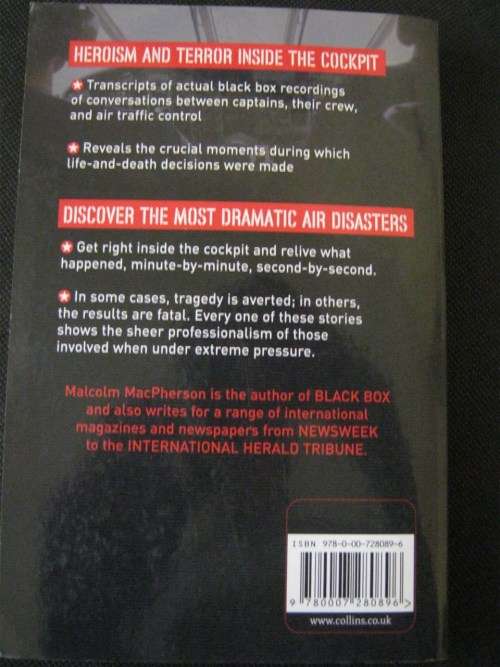 HEROISM AND TERROR INSIDE THE COCKPIT
Transcripts of actual black box recordings
of conversations between captains, their crew,
and air traffic control
Reveals the crucial moments during which
life-and-death decisions were made
DISCOVER THE MOST DRAMATIC AIR DISASTERS
Get right inside the cockpit and relive what
happened, minute-by-minute, second-by-second.
In some cases, tragedy is averted; in others,
the results are fatal. Every one of these stories
shows the sheer professionalism of those
involved when under extreme pressure.
Malcolm MacPherson is the author of BLACK BOX
and also writes for a range of international
magazines and newspapers from NEWSWEEK
to the INTERNATIONAL HERALD TRIBUNE.
ISBN 978-0-00-728089-6
9 780007 280896 >
www.collins.co.uk